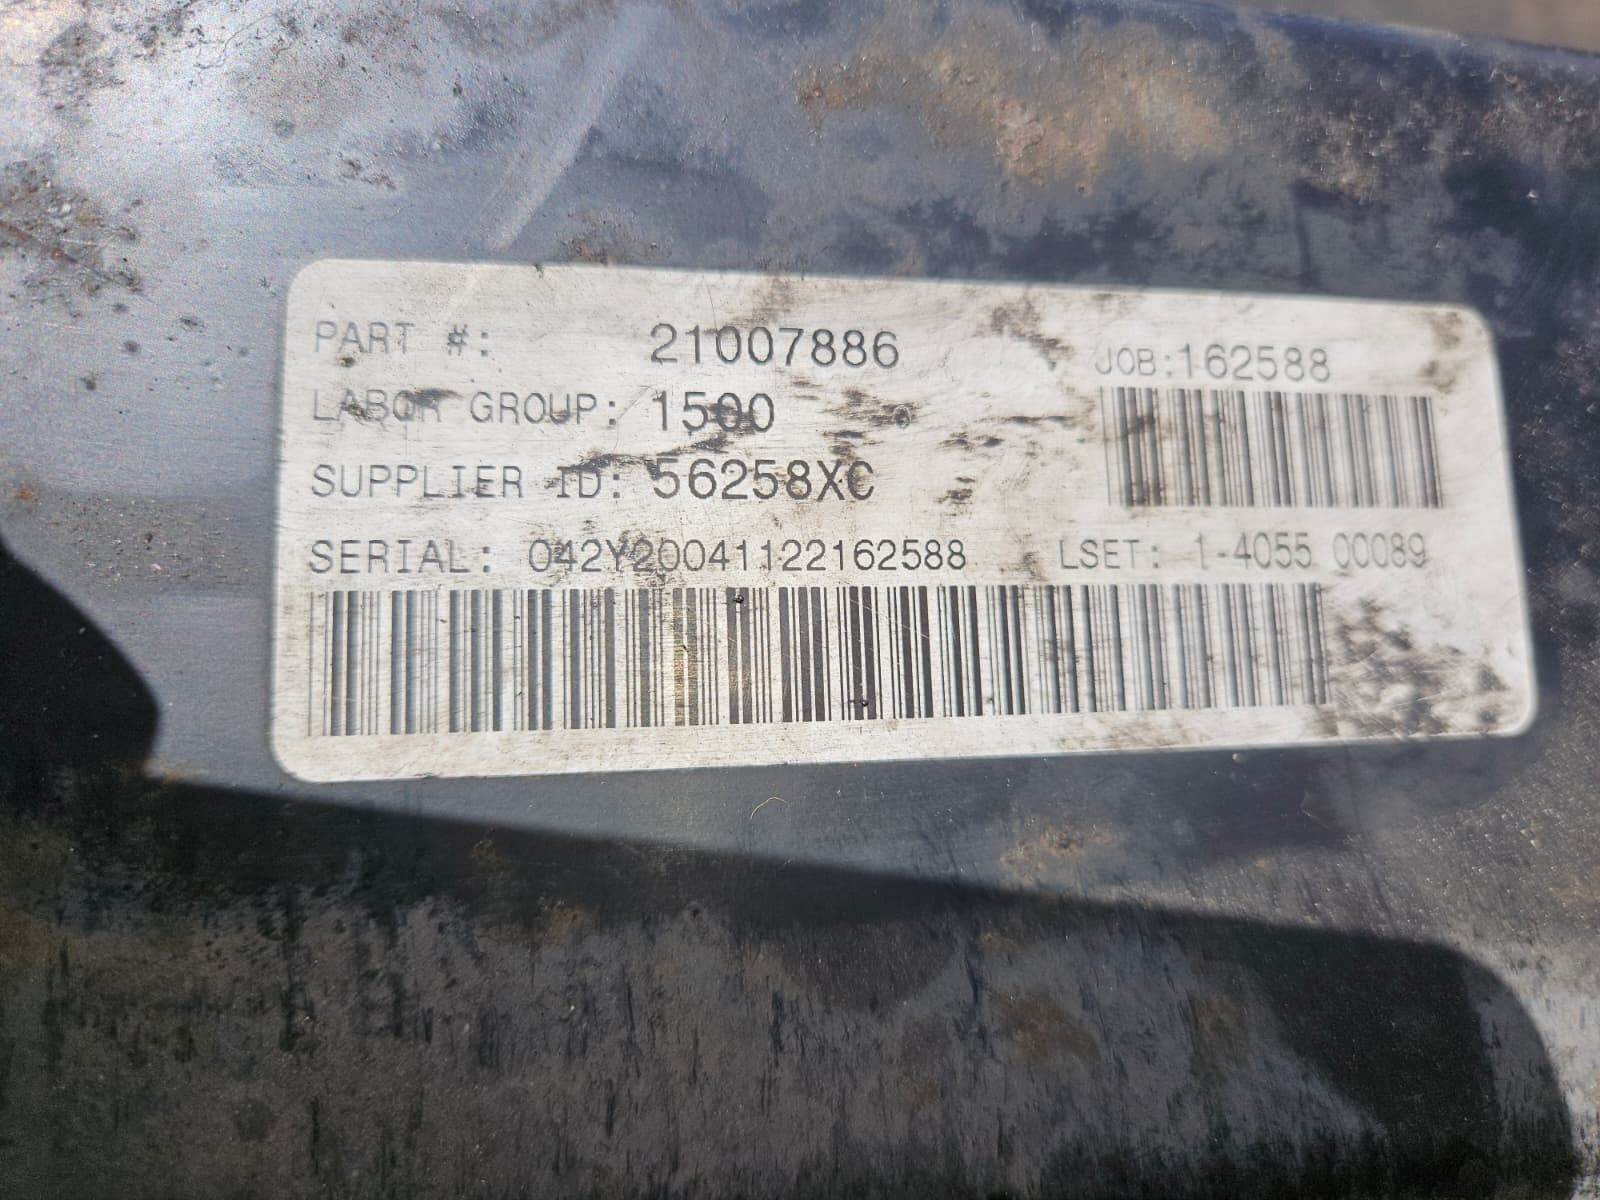 PART #: 21007886
JOB:162588
LABOR GROUP: 1500
SUPPLIER ID: 56258XC
SERIAL: 042Y20041122162588 LSET: 1-4055 00089